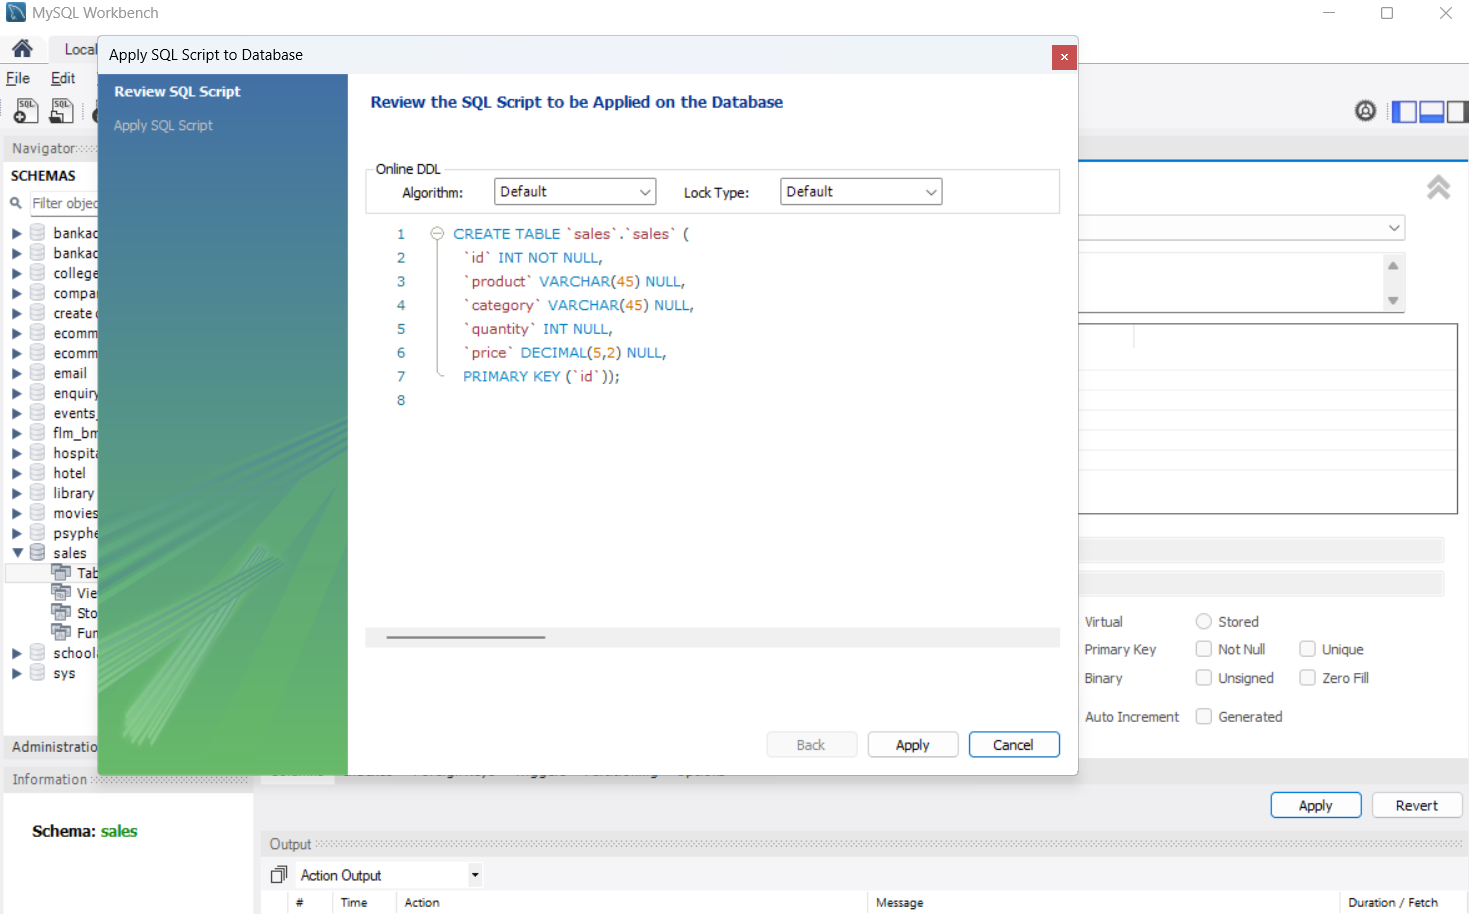 MySQL Workbench
Local
File Edit
Navigator
SCHEMAS
Filter objec
bankac
bankac
college
compan
create d
ecomm
ecomm
email
enquiry
events_
flm_bm
hospita
hotel
library
movies
psyphe
sales
Tab
Vie
Sto
Fun
schoola
sys
Administratio
Information
Schema: sales
Apply SQL Script to Database
Review SQL Script
Apply SQL Script
Review the SQL Script to be Applied on the Database
Online DDL
Algorithm: Default Lock Type: Default
1 CREATE TABLE `sales`.`sales` (
2 `id` INT NOT NULL,
3 `product` VARCHAR(45) NULL,
4 `category` VARCHAR(45) NULL,
5 `quantity` INT NULL,
6 `price` DECIMAL(5,2) NULL,
7 PRIMARY KEY (`id`));
8
Back Apply Cancel
Virtual Stored
Primary Key Not Null Unique
Binary Unsigned Zero Fill
Auto Increment Generated
Apply Revert
Output
Action Output
# Time Action Message Duration / Fetch